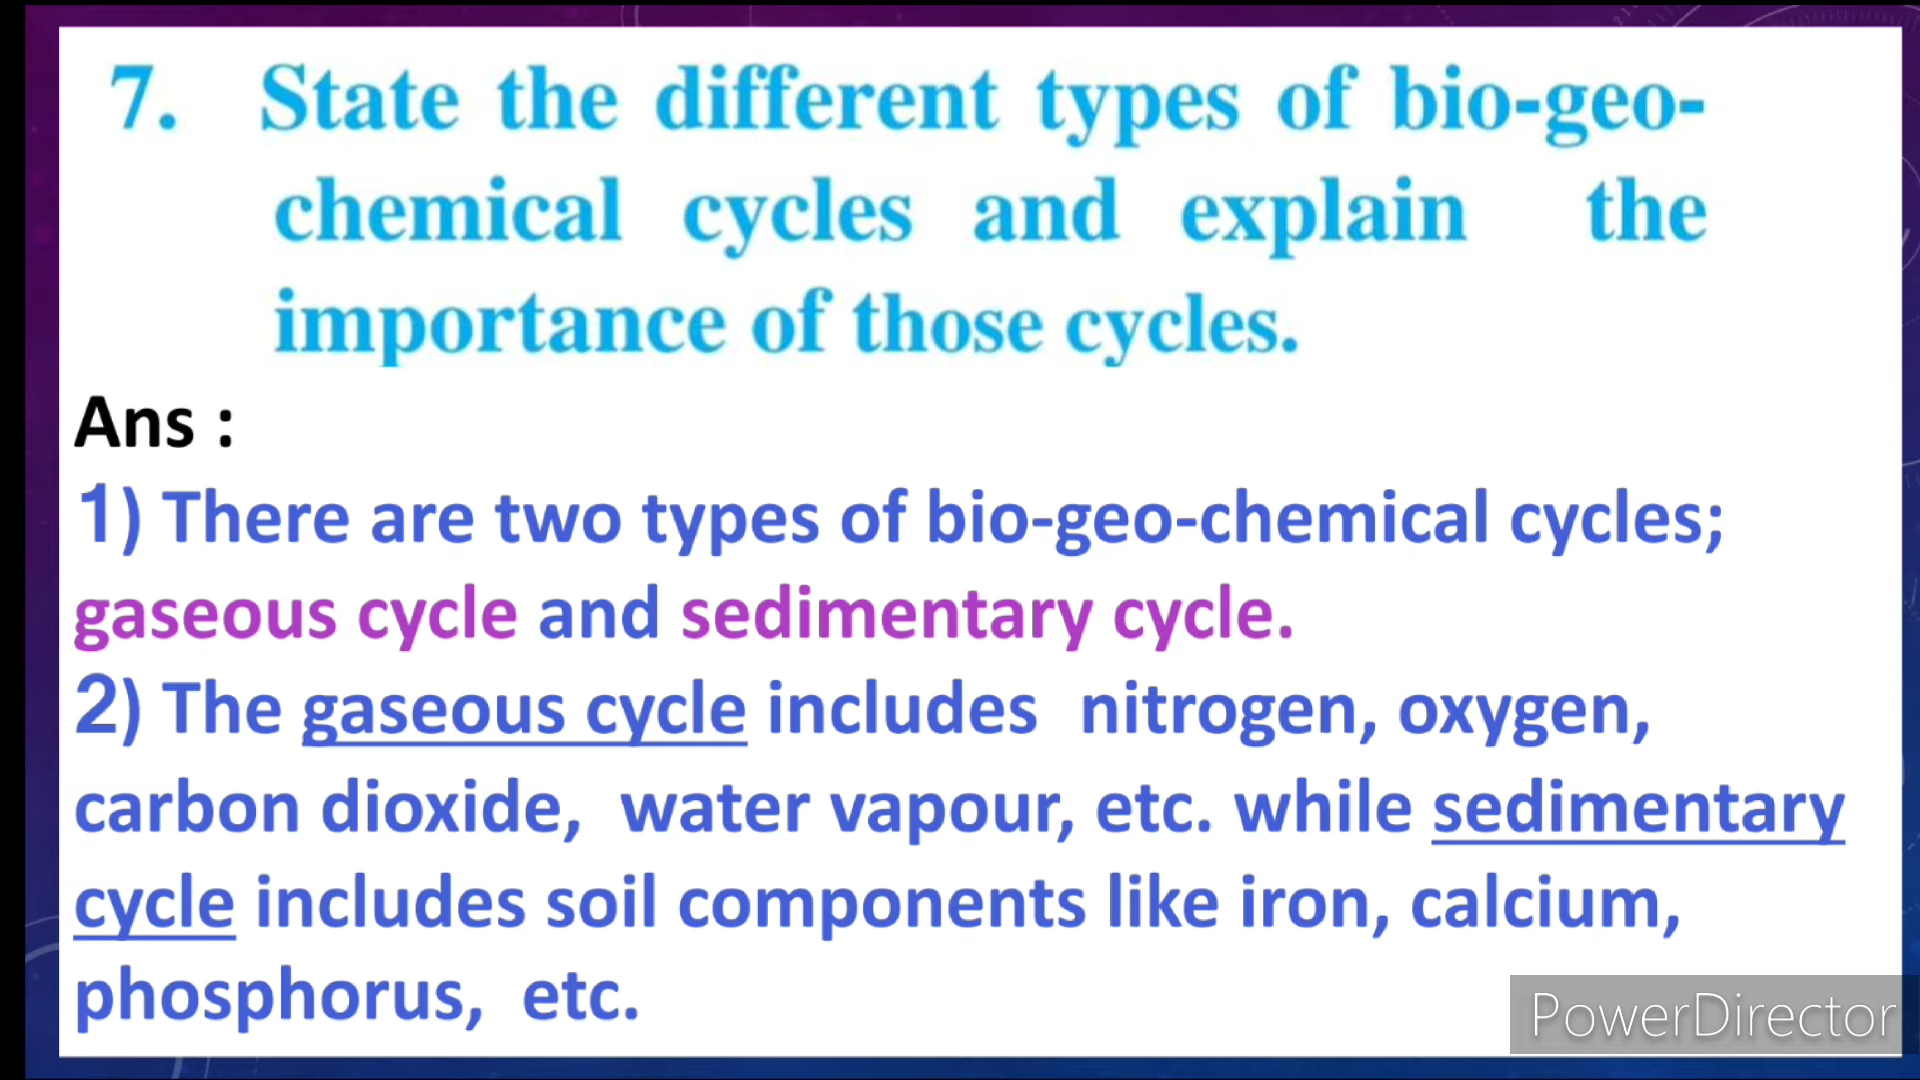 7. State the different types of bio-geo-
chemical cycles and explain the
importance of those cycles.
Ans :
1) There are two types of bio-geo-chemical cycles;
gaseous cycle and sedimentary cycle.
2) The gaseous cycle includes nitrogen, oxygen,
carbon dioxide, water vapour, etc. while sedimentary
cycle includes soil components like iron, calcium,
phosphorus, etc.
PowerDirector